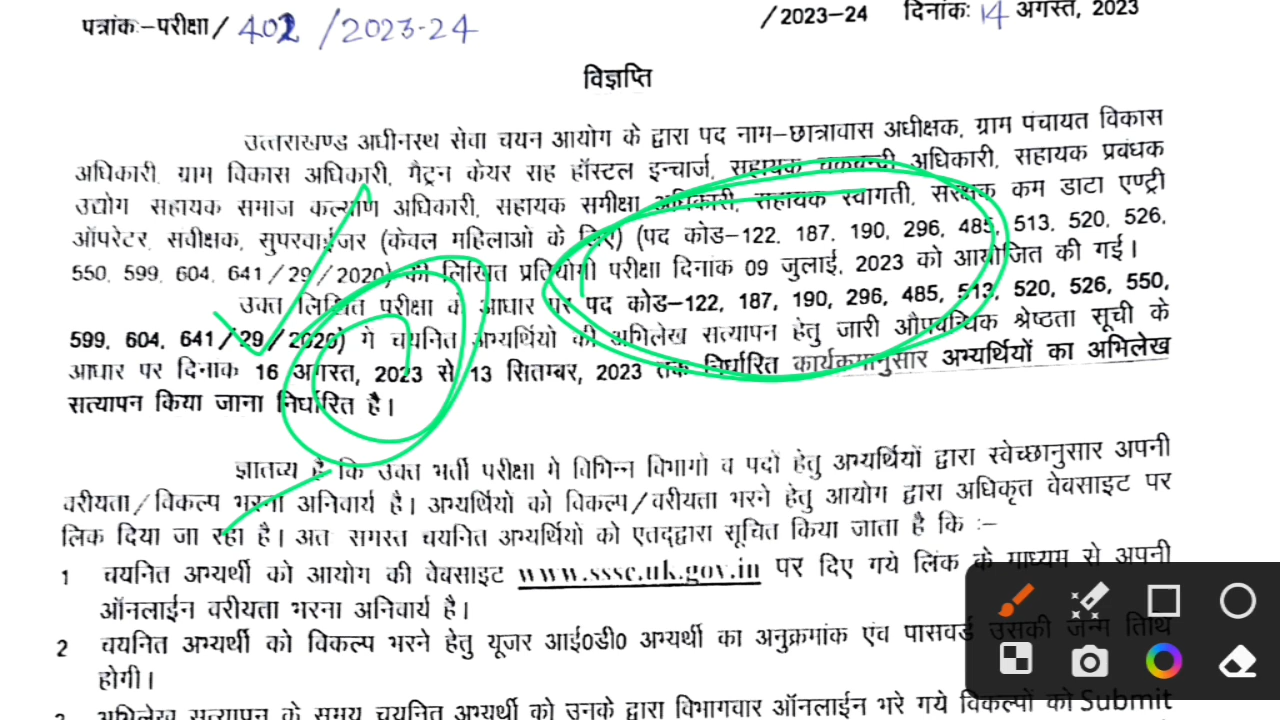 पत्रांकः-परीक्षा/ 402 /2023-24 /2023-24 दिनांकः 14 अगस्त, 2023
विज्ञप्ति
उत्तराखण्ड अधीनस्थ सेवा चयन आयोग के द्वारा पद नाम-छात्रावास अधीक्षक, ग्राम पंचायत विकास
अधिकारी, ग्राम विकास अधिकारी, मैट्रन केयर सह हॉस्टल इन्चार्ज, सहायक चकबन्दी अधिकारी, सहायक प्रबंधक
उद्योग सहायक समाज कल्याण अधिकारी, सहायक समीक्षा अधिकारी, सहायक स्वागती, संरक्षक कम डाटा एण्ट्री
ऑपरेटर, सवीक्षक, सुपरवाईजर (केवल महिलाओ के लिए) (पद कोड-122, 187, 190, 296, 485, 513, 520, 526,
550, 599, 604, 641/29/2020) की लिखित प्रतियोगी परीक्षा दिनांक 09 जुलाई, 2023 को आयोजित की गई।
उक्त लिखित परीक्षा के आधार पर पद कोड-122, 187, 190, 296, 485, 513, 520, 526, 550,
599, 604, 641/29/2020) मे चयनित अभ्यर्थियो की अभिलेख सत्यापन हेतु जारी औपबन्धिक श्रेष्ठता सूची के
आधार पर दिनांक 16 अगस्त, 2023 से 13 सितम्बर, 2023 तक निर्धारित कार्यक्रमानुसार अभ्यर्थियों का अभिलेख
सत्यापन किया जाना निर्धारित है।
ज्ञातव्य है कि उक्त भर्ती परीक्षा मे विभिन्न विभागो व पदों हेतु अभ्यर्थियों द्वारा स्वेच्छानुसार अपनी
वरीयता/विकल्प भरना अनिवार्य है। अभ्यर्थियो को विकल्प/वरीयता भरने हेतु आयोग द्वारा अधिकृत वेबसाइट पर
लिंक दिया जा रहा है। अत समस्त चयनित अभ्यर्थियो को एतद्द्वारा सूचित किया जाता है कि :-
1 चयनित अभ्यर्थी को आयोग की वेबसाइट www.sssc.uk.gov.in पर दिए गये लिंक के माध्यम से अपनी
ऑनलाईन वरीयता भरना अनिवार्य है।
2 चयनित अभ्यर्थी को विकल्प भरने हेतु यूजर आई0डी0 अभ्यर्थी का अनुक्रमांक एंव पासवर्ड उसकी जन्म तिथि
होगी।
3 अभिलेख सत्यापन के समय चयनित अभ्यर्थी को उनके द्वारा विभागवार ऑनलाईन भरे गये विकल्पों को Submit